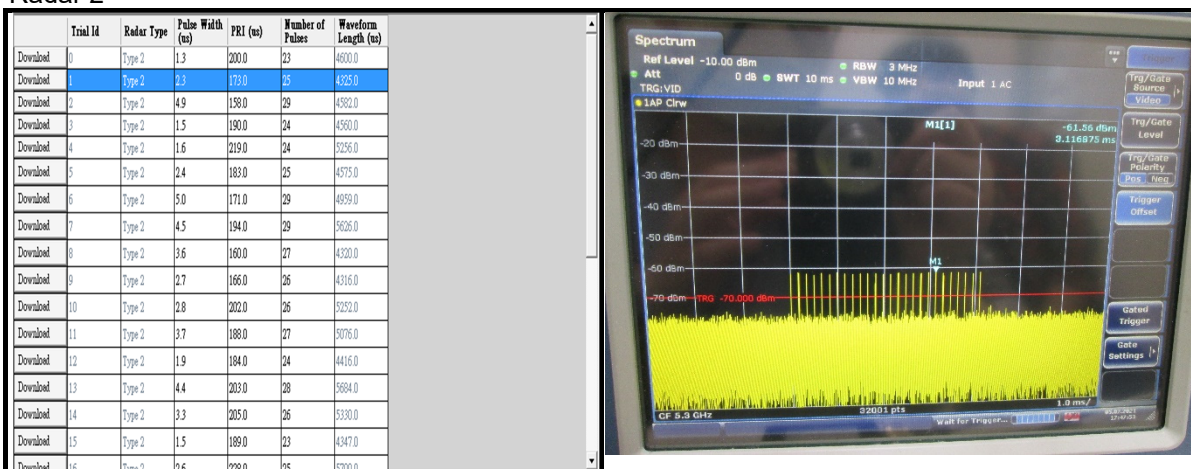 Radar 2
Trial Id Radar Type Pulse Width (us) PRI (us) Number of Pulses Waveform Length (us)
Download 0 Type 2 1.3 200.0 23 4600.0
Download 1 Type 2 2.3 173.0 25 4325.0
Download 2 Type 2 4.9 158.0 29 4582.0
Download 3 Type 2 1.5 190.0 24 4560.0
Download 4 Type 2 1.6 219.0 24 5256.0
Download 5 Type 2 2.4 183.0 25 4575.0
Download 6 Type 2 5.0 171.0 29 4959.0
Download 7 Type 2 4.5 194.0 29 5626.0
Download 8 Type 2 3.6 160.0 27 4320.0
Download 9 Type 2 2.7 166.0 26 4316.0
Download 10 Type 2 2.8 202.0 26 5252.0
Download 11 Type 2 3.7 188.0 27 5076.0
Download 12 Type 2 1.9 184.0 24 4416.0
Download 13 Type 2 4.4 203.0 28 5684.0
Download 14 Type 2 3.3 205.0 26 5330.0
Download 15 Type 2 1.5 189.0 23 4347.0
Download 16 Type 2 2.6 228.0 25 5700.0
Spectrum
Ref Level -10.00 dBm RBW 3 MHz
Att 0 dB BWT 10 ms VBW 10 MHz Input 1 AC
TRG:VID
1AP Clrw
M1[1] -61.56 dBm
3.116875 ms
-20 dBm
-30 dBm
-40 dBm
-50 dBm
-60 dBm
M1
-70 dBm TRG -70.000 dBm
CF 5.3 GHz 32001 pts 1.0 ms/
Wait for Trigger...
Trigger
Trg/Gate Source
Video
Trg/Gate Level
Trg/Gate Polarity
Pos Neg
Trigger Offset
Gated Trigger
Gate Settings